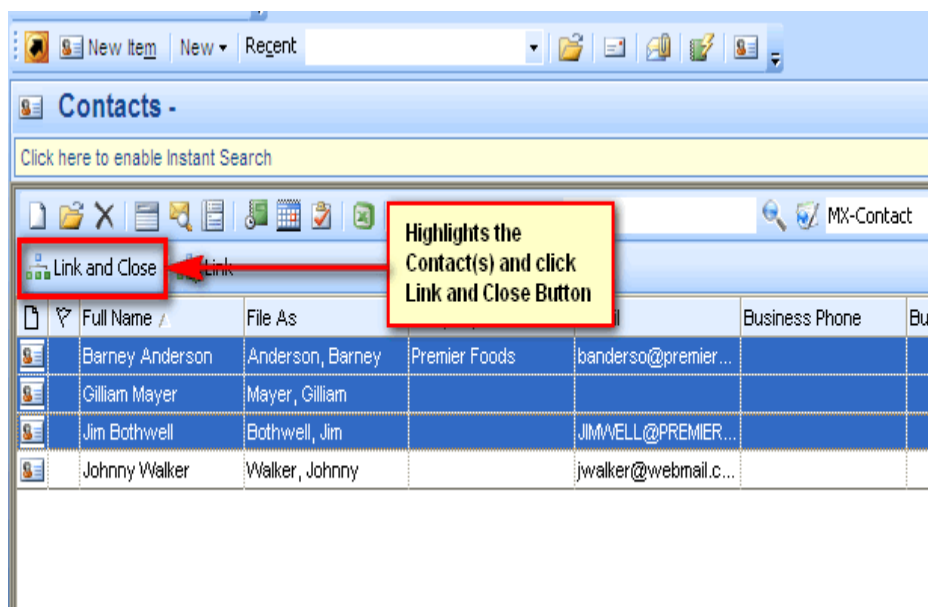 New Item New Recent
Contacts -
Click here to enable Instant Search
MX-Contact
Highlights the
Contact(s) and click
Link and Close Button
Link and Close Link
Full Name File As Business Phone
Barney Anderson Anderson, Barney Premier Foods banderso@premier...
Gilliam Mayer Mayer, Gilliam
Jim Bothwell Bothwell, Jim JIMWELL@PREMIER...
Johnny Walker Walker, Johnny jwalker@webmail.c...